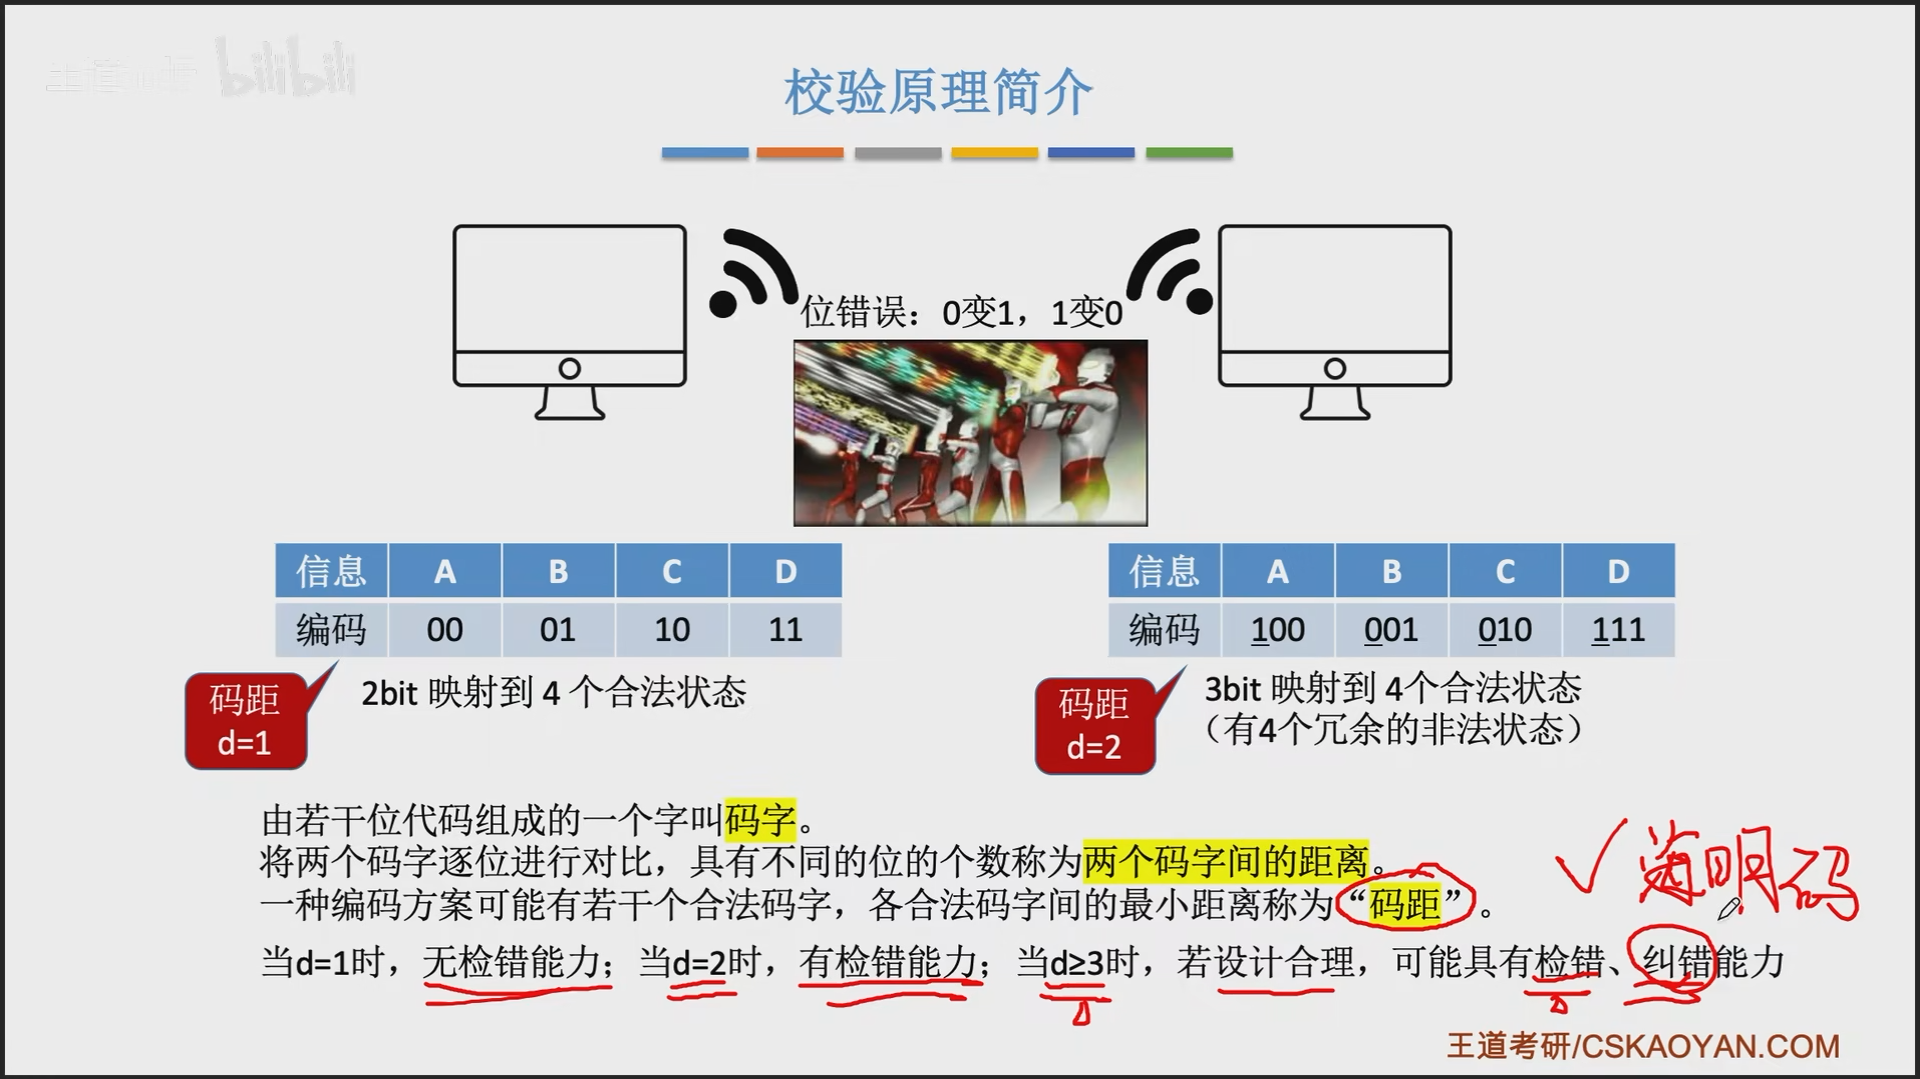 bilibili
校验原理简介
位错误：0变1，1变0
信息 A B C D
编码 00 01 10 11
码距
d=1
2bit 映射到 4 个合法状态
信息 A B C D
编码 100 001 010 111
码距
d=2
3bit 映射到 4个合法状态
（有4个冗余的非法状态）
由若干位代码组成的一个字叫码字。
将两个码字逐位进行对比，具有不同的位的个数称为两个码字间的距离。
一种编码方案可能有若干个合法码字，各合法码字间的最小距离称为“码距”。
当d=1时，无检错能力；当d=2时，有检错能力；当d≥3时，若设计合理，可能具有检错、纠错能力
明码
王道考研/CSKAOYAN.COM